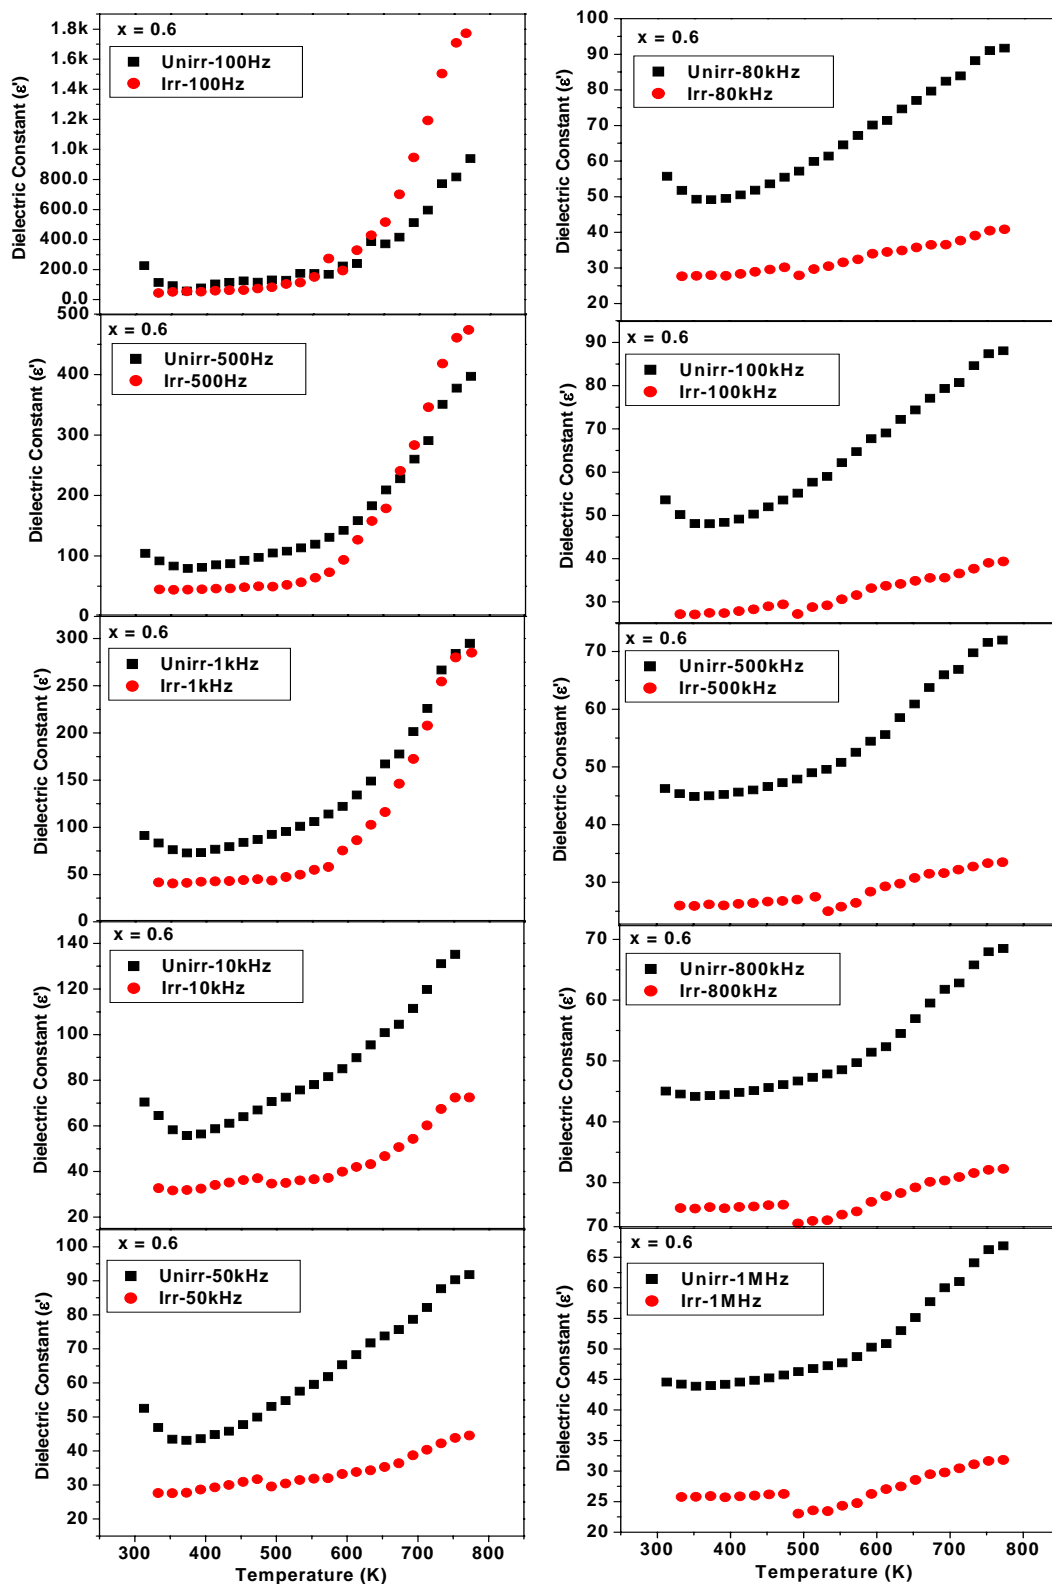 x = 0.6
Unirr-100Hz
Irr-100Hz
Dielectric Constant (ε')
1.8k
1.6k
1.4k
1.2k
1.0k
800.0
600.0
400.0
200.0
0.0
x = 0.6
Unirr-500Hz
Irr-500Hz
Dielectric Constant (ε')
500
400
300
200
100
0
x = 0.6
Unirr-1kHz
Irr-1kHz
Dielectric Constant (ε')
300
250
200
150
100
50
0
x = 0.6
Unirr-10kHz
Irr-10kHz
Dielectric Constant (ε')
140
120
100
80
60
40
20
x = 0.6
Unirr-50kHz
Irr-50kHz
Dielectric Constant (ε')
100
90
80
70
60
50
40
30
20
300 400 500 600 700 800
Temperature (K)
x = 0.6
Unirr-80kHz
Irr-80kHz
Dielectric Constant (ε')
100
90
80
70
60
50
40
30
20
x = 0.6
Unirr-100kHz
Irr-100kHz
Dielectric Constant (ε')
90
80
70
60
50
40
30
x = 0.6
Unirr-500kHz
Irr-500kHz
Dielectric Constant (ε')
70
60
50
40
30
x = 0.6
Unirr-800kHz
Irr-800kHz
Dielectric Constant (ε')
70
60
50
40
30
x = 0.6
Unirr-1MHz
Irr-1MHz
Dielectric Constant (ε')
70
65
60
55
50
45
40
35
30
25
20
300 400 500 600 700 800
Temperature (K)